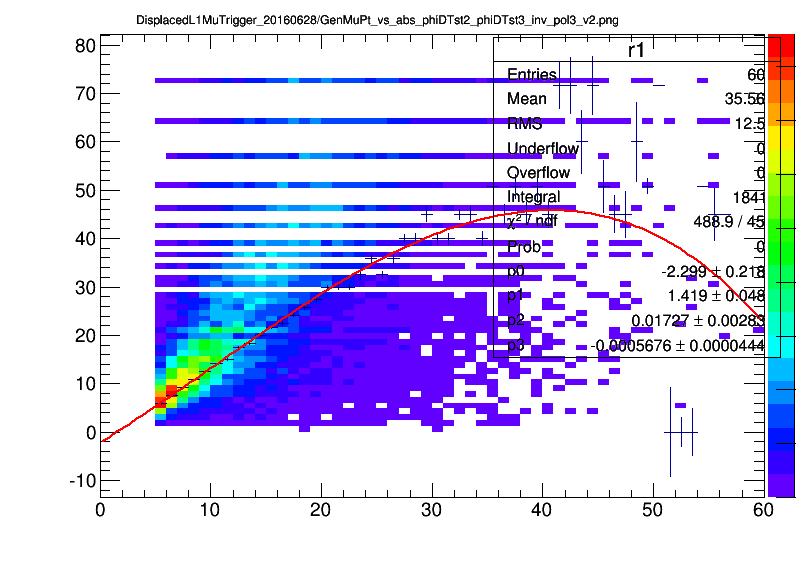 DisplacedL1MuTrigger_20160628/GenMuPt_vs_abs_phiDTst2_phiDTst3_inv_pol3_v2.png
r1
Entries 60
Mean 35.56
RMS 12.5
Underflow 0
Overflow 0
Integral 1841
χ² / ndf 488.9 / 45
Prob 0
p0 -2.299 ± 0.218
p1 1.419 ± 0.048
p2 0.01727 ± 0.00283
p3 -0.0005676 ± 0.0000444
80
70
60
50
40
30
20
10
0
-10
0 10 20 30 40 50 60